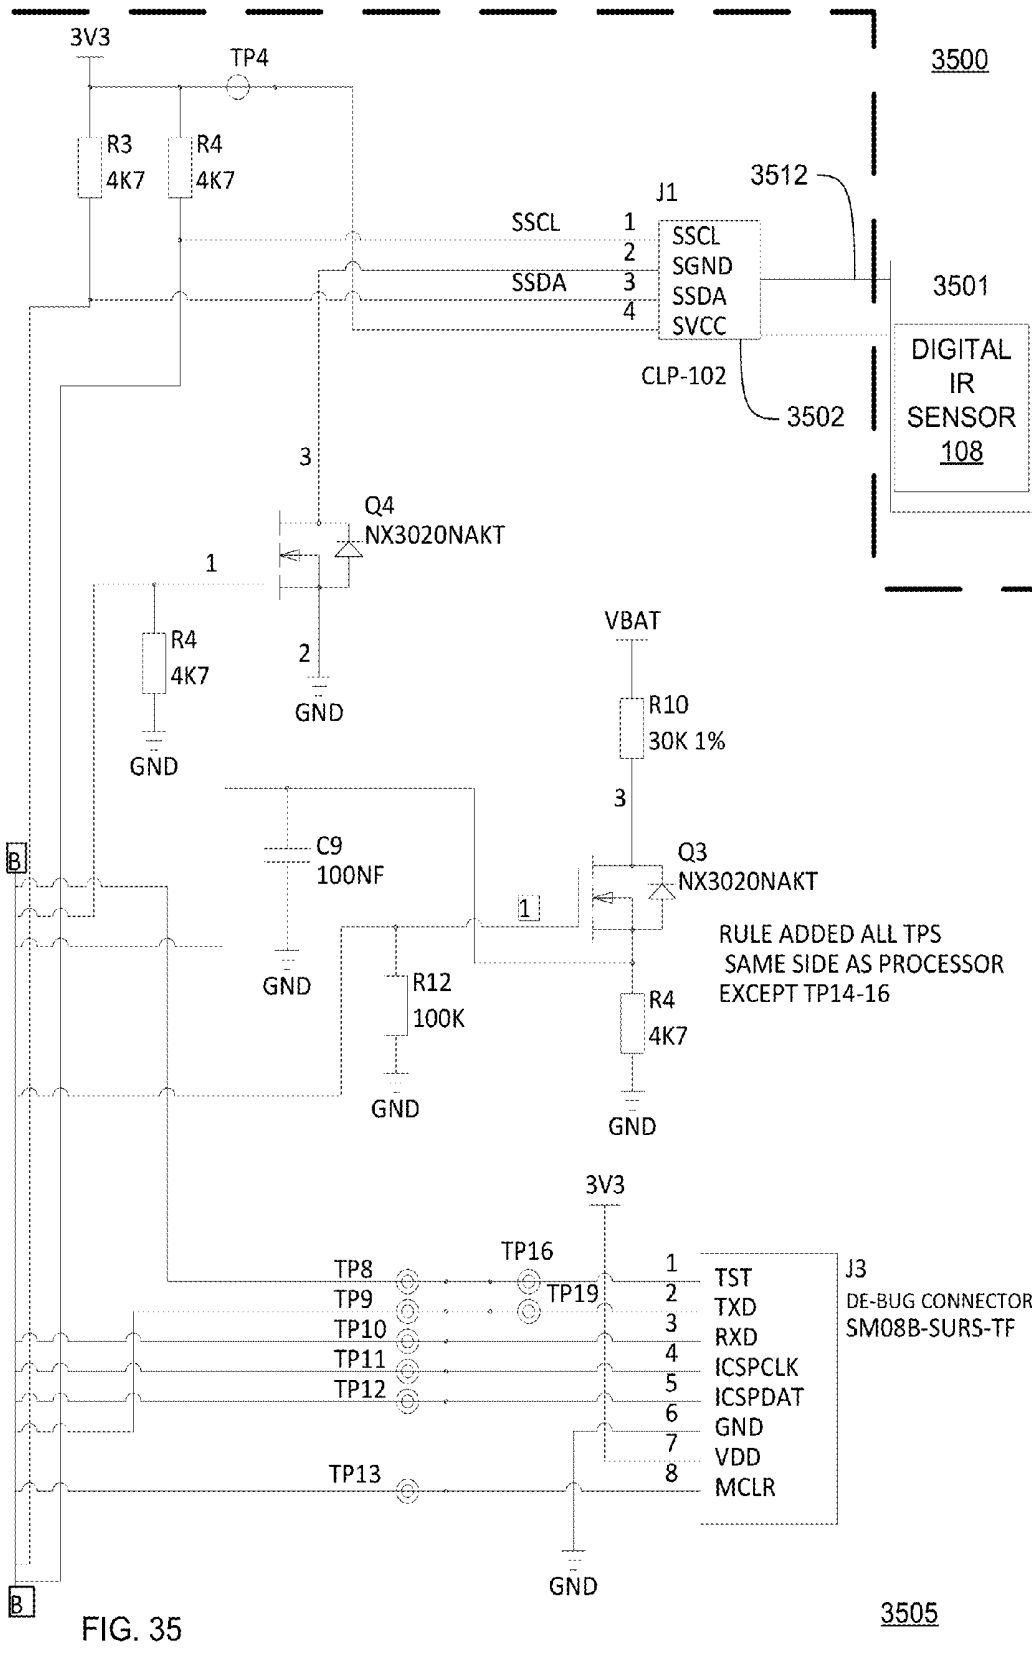 3V3
TP4
3500
R3
4K7
R4
4K7
3512
J1
SSCL
1
SSCL
2
SGND
SSDA
3
SSDA
4
SVCC
3501
DIGITAL
IR
SENSOR
108
CLP-102
3502
3
Q4
NX3020NAKT
1
R4
4K7
2
GND
GND
VBAT
R10
30K 1%
3
B
C9
100NF
Q3
NX3020NAKT
1
RULE ADDED ALL TPS
SAME SIDE AS PROCESSOR
EXCEPT TP14-16
GND
R12
100K
R4
4K7
GND
GND
3V3
TP8
TP16
1
TST
J3
TP9
TP19
2
TXD
DE-BUG CONNECTOR
SM08B-SURS-TF
TP10
3
RXD
TP11
4
ICSPCLK
TP12
5
ICSPDAT
6
GND
7
VDD
TP13
8
MCLR
GND
B
FIG. 35
3505